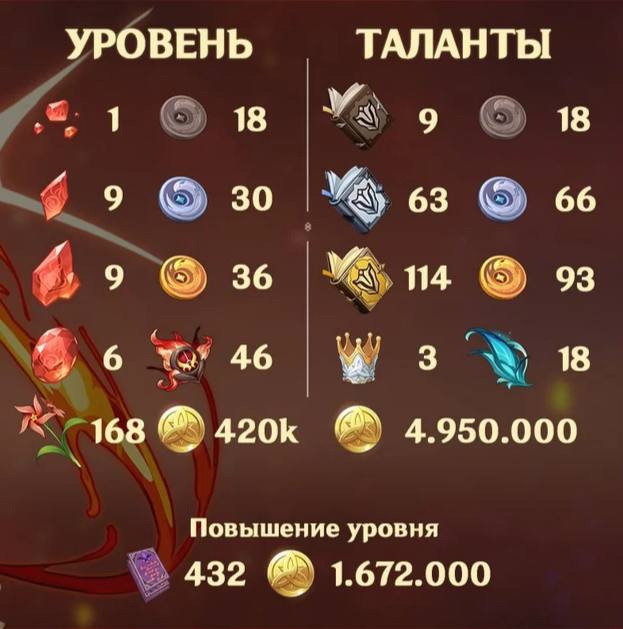 УРОВЕНЬ ТАЛАНТЫ
1 18 9 18
9 30 63 66
9 36 114 93
6 46 3 18
168 420k 4.950.000
Повышение уровня
432 1.672.000